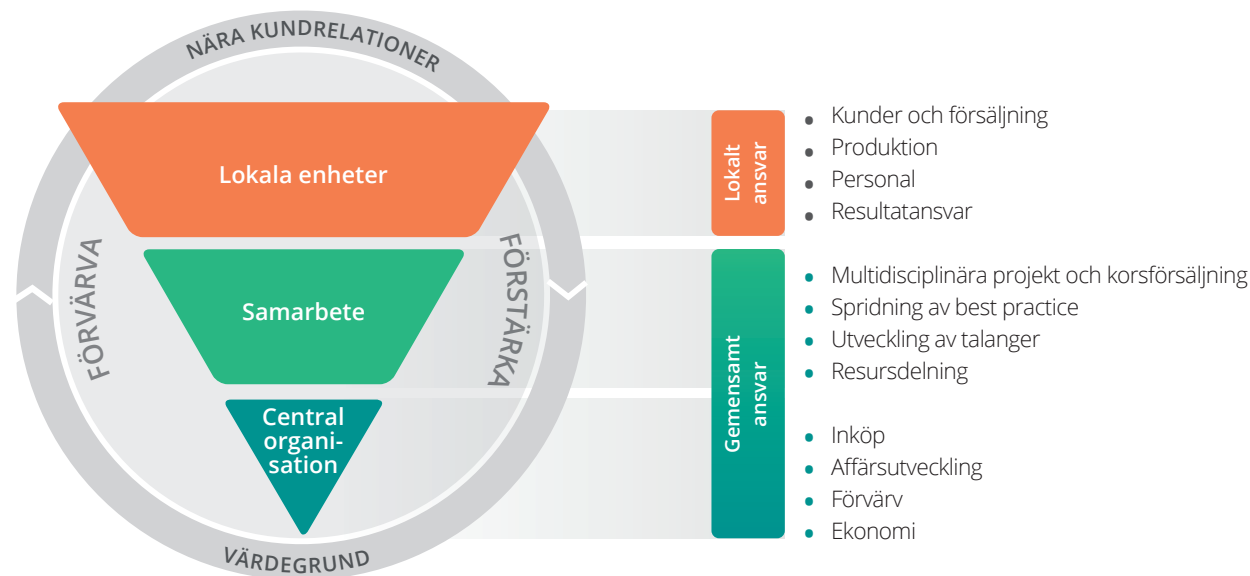 NÄRA KUNDRELATIONER
FÖRVÄRVA
FÖRSTÄRKA
VÄRDEGRUND
Lokala enheter
Samarbete
Central
organi-
sation
Lokalt
ansvar
• Kunder och försäljning
• Produktion
• Personal
• Resultatansvar
Gemensamt
ansvar
• Multidisciplinära projekt och korsförsäljning
• Spridning av best practice
• Utveckling av talanger
• Resursdelning
• Inköp
• Affärsutveckling
• Förvärv
• Ekonomi